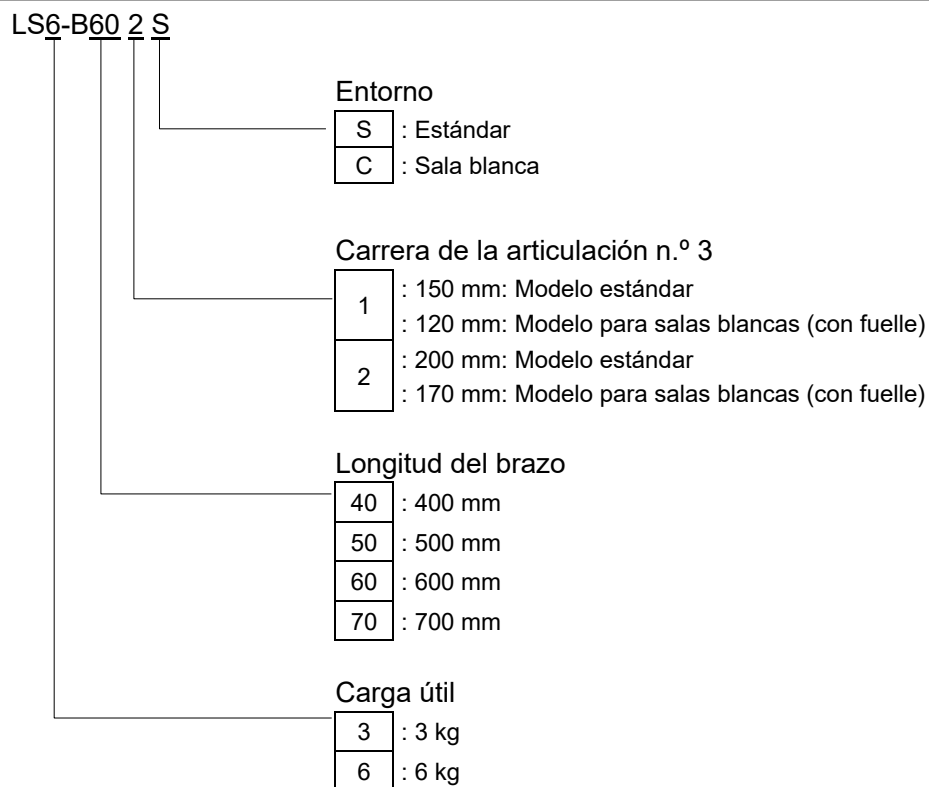 LS6-B60 2 S
Entorno
S : Estándar
C : Sala blanca
Carrera de la articulación n.º 3
1 : 150 mm: Modelo estándar
: 120 mm: Modelo para salas blancas (con fuelle)
2 : 200 mm: Modelo estándar
: 170 mm: Modelo para salas blancas (con fuelle)
Longitud del brazo
40 : 400 mm
50 : 500 mm
60 : 600 mm
70 : 700 mm
Carga útil
3 : 3 kg
6 : 6 kg